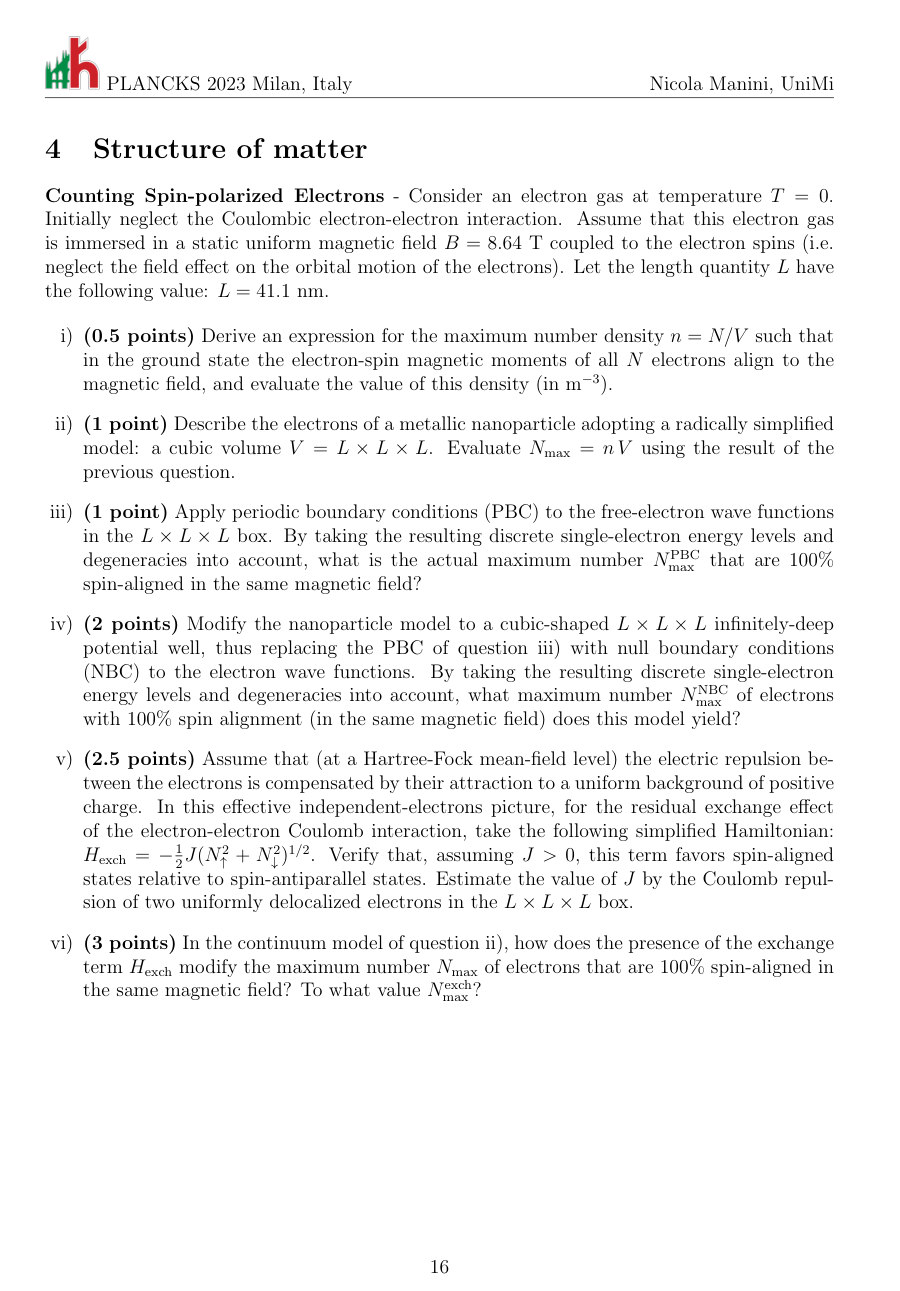 PLANCKS 2023 Milan, Italy Nicola Manini, UniMi
4 Structure of matter
Counting Spin-polarized Electrons - Consider an electron gas at temperature T = 0.
Initially neglect the Coulombic electron-electron interaction. Assume that this electron gas
is immersed in a static uniform magnetic field B = 8.64 T coupled to the electron spins (i.e.
neglect the field effect on the orbital motion of the electrons). Let the length quantity L have
the following value: L = 41.1 nm.
i) (0.5 points) Derive an expression for the maximum number density n = N/V such that
in the ground state the electron-spin magnetic moments of all N electrons align to the
magnetic field, and evaluate the value of this density (in m⁻³).
ii) (1 point) Describe the electrons of a metallic nanoparticle adopting a radically simplified
model: a cubic volume V = L × L × L. Evaluate N_max = n V using the result of the
previous question.
iii) (1 point) Apply periodic boundary conditions (PBC) to the free-electron wave functions
in the L × L × L box. By taking the resulting discrete single-electron energy levels and
degeneracies into account, what is the actual maximum number N_max^PBC that are 100%
spin-aligned in the same magnetic field?
iv) (2 points) Modify the nanoparticle model to a cubic-shaped L × L × L infinitely-deep
potential well, thus replacing the PBC of question iii) with null boundary conditions
(NBC) to the electron wave functions. By taking the resulting discrete single-electron
energy levels and degeneracies into account, what maximum number N_max^NBC of electrons
with 100% spin alignment (in the same magnetic field) does this model yield?
v) (2.5 points) Assume that (at a Hartree-Fock mean-field level) the electric repulsion be-
tween the electrons is compensated by their attraction to a uniform background of positive
charge. In this effective independent-electrons picture, for the residual exchange effect
of the electron-electron Coulomb interaction, take the following simplified Hamiltonian:
H_exch = −½J(N↑² + N↓²)^1/2. Verify that, assuming J > 0, this term favors spin-aligned
states relative to spin-antiparallel states. Estimate the value of J by the Coulomb repul-
sion of two uniformly delocalized electrons in the L × L × L box.
vi) (3 points) In the continuum model of question ii), how does the presence of the exchange
term H_exch modify the maximum number N_max of electrons that are 100% spin-aligned in
the same magnetic field? To what value N_max^exch?
16